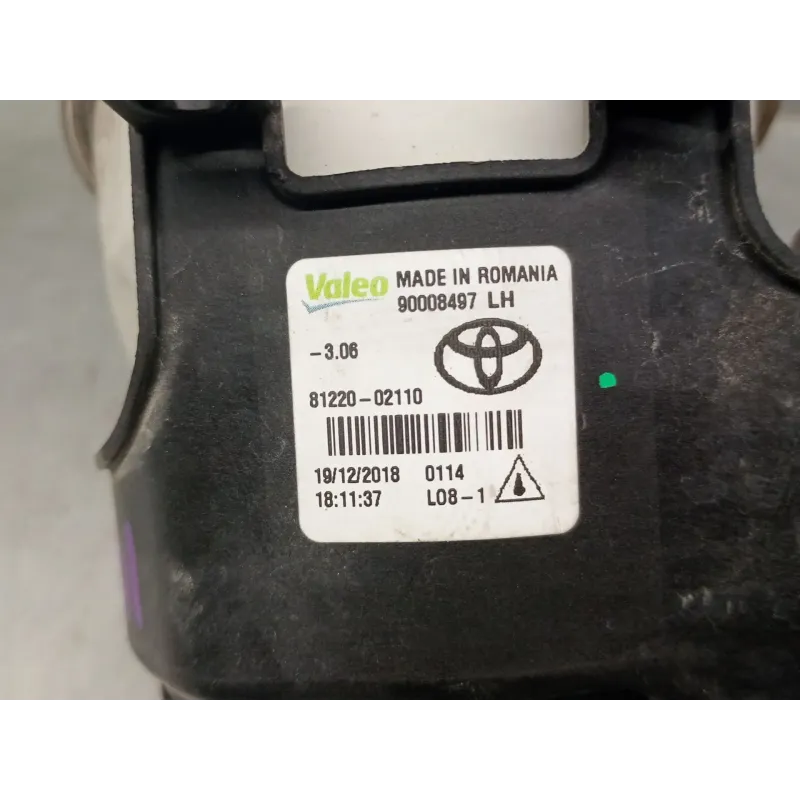 Valeo MADE IN ROMANIA
90008497 LH
-3.06
81220-02110
19/12/2018 0114
18:11:37 L08-1